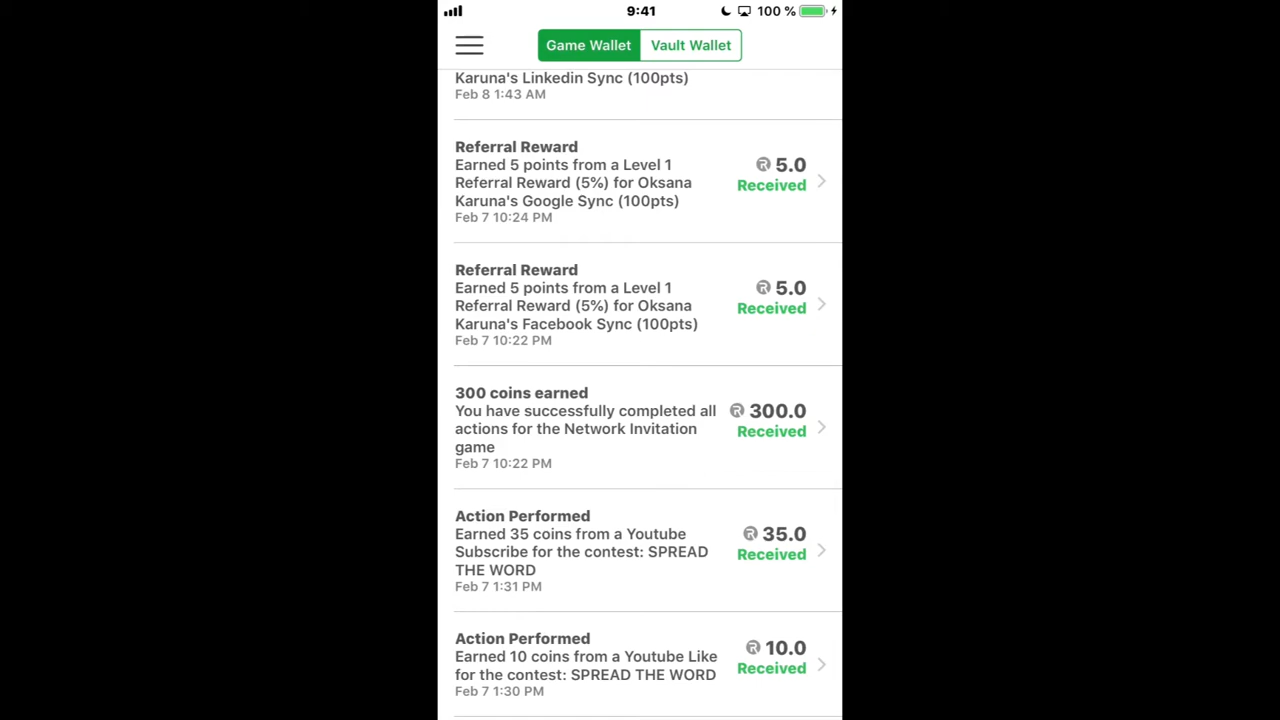 9:41
100 %
Game Wallet
Vault Wallet
Karuna's Linkedin Sync (100pts)
Feb 8 1:43 AM
Referral Reward
Earned 5 points from a Level 1
Referral Reward (5%) for Oksana
Karuna's Google Sync (100pts)
Feb 7 10:24 PM
5.0
Received
Referral Reward
Earned 5 points from a Level 1
Referral Reward (5%) for Oksana
Karuna's Facebook Sync (100pts)
Feb 7 10:22 PM
5.0
Received
300 coins earned
You have successfully completed all
actions for the Network Invitation
game
Feb 7 10:22 PM
300.0
Received
Action Performed
Earned 35 coins from a Youtube
Subscribe for the contest: SPREAD
THE WORD
Feb 7 1:31 PM
35.0
Received
Action Performed
Earned 10 coins from a Youtube Like
for the contest: SPREAD THE WORD
Feb 7 1:30 PM
10.0
Received